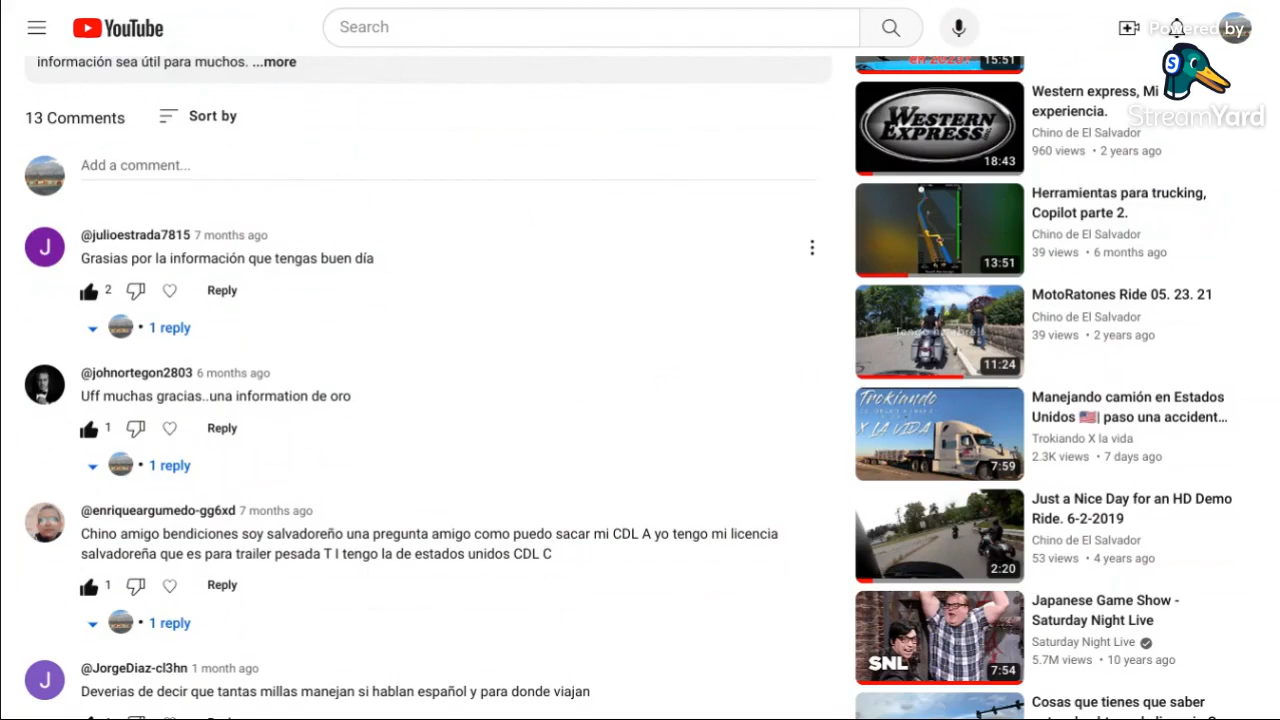 YouTube
Search
Powered by
StreamYard
información sea útil para muchos. ...more
13 Comments
Sort by
Add a comment...
@julioestrada7815 7 months ago
Grasias por la información que tengas buen día
2
Reply
• 1 reply
@johnortegon2803 6 months ago
Uff muchas gracias..una information de oro
1
Reply
• 1 reply
@enriqueargumedo-gg6xd 7 months ago
Chino amigo bendiciones soy salvadoreño una pregunta amigo como puedo sacar mi CDL A yo tengo mi licencia
salvadoreña que es para trailer pesada T I tengo la de estados unidos CDL C
1
Reply
• 1 reply
@JorgeDiaz-cl3hn 1 month ago
Deverias de decir que tantas millas manejan si hablan español y para donde viajan
15:51
WESTERN
EXPRESS
18:43
Western express, Mi
experiencia.
Chino de El Salvador
960 views • 2 years ago
13:51
Herramientas para trucking,
Copilot parte 2.
Chino de El Salvador
39 views • 6 months ago
11:24
MotoRatones Ride 05. 23. 21
Chino de El Salvador
39 views • 2 years ago
Trokiando
X LA VIDA
7:59
Manejando camión en Estados
Unidos 🇺🇸| paso una accident...
Trokiando X la vida
2.3K views • 7 days ago
2:20
Just a Nice Day for an HD Demo
Ride. 6-2-2019
Chino de El Salvador
53 views • 4 years ago
SNL
7:54
Japanese Game Show -
Saturday Night Live
Saturday Night Live
5.7M views • 10 years ago
Cosas que tienes que saber